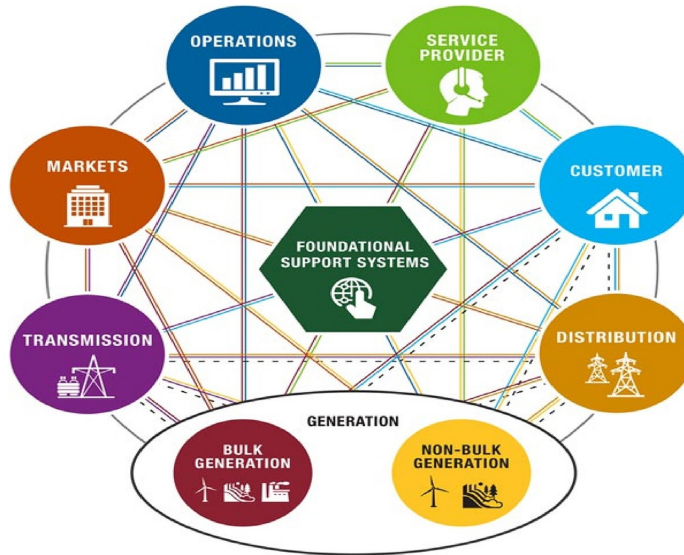 OPERATIONS
SERVICE
PROVIDER
MARKETS
CUSTOMER
FOUNDATIONAL
SUPPORT SYSTEMS
TRANSMISSION
DISTRIBUTION
GENERATION
BULK
GENERATION
NON-BULK
GENERATION